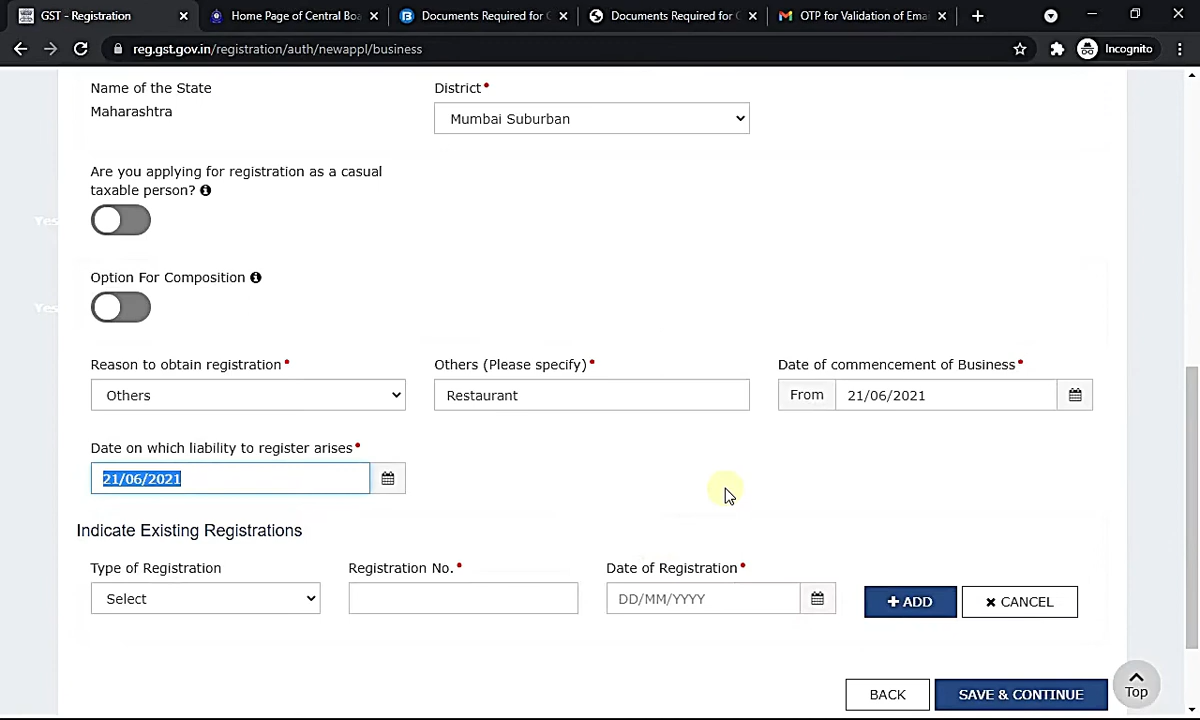 GST - Registration
Home Page of Central Boa
Documents Required for G
Documents Required for G
OTP for Validation of Emai
reg.gst.gov.in/registration/auth/newappl/business
Incognito
Name of the State
District•
Maharashtra
Mumbai Suburban
Are you applying for registration as a casual
taxable person?
Yes
Option For Composition
Yes
Reason to obtain registration•
Others (Please specify)•
Date of commencement of Business•
Others
Restaurant
From
21/06/2021
Date on which liability to register arises•
21/06/2021
Indicate Existing Registrations
Type of Registration
Registration No.•
Date of Registration•
Select
DD/MM/YYYY
+ ADD
× CANCEL
BACK
SAVE & CONTINUE
Top